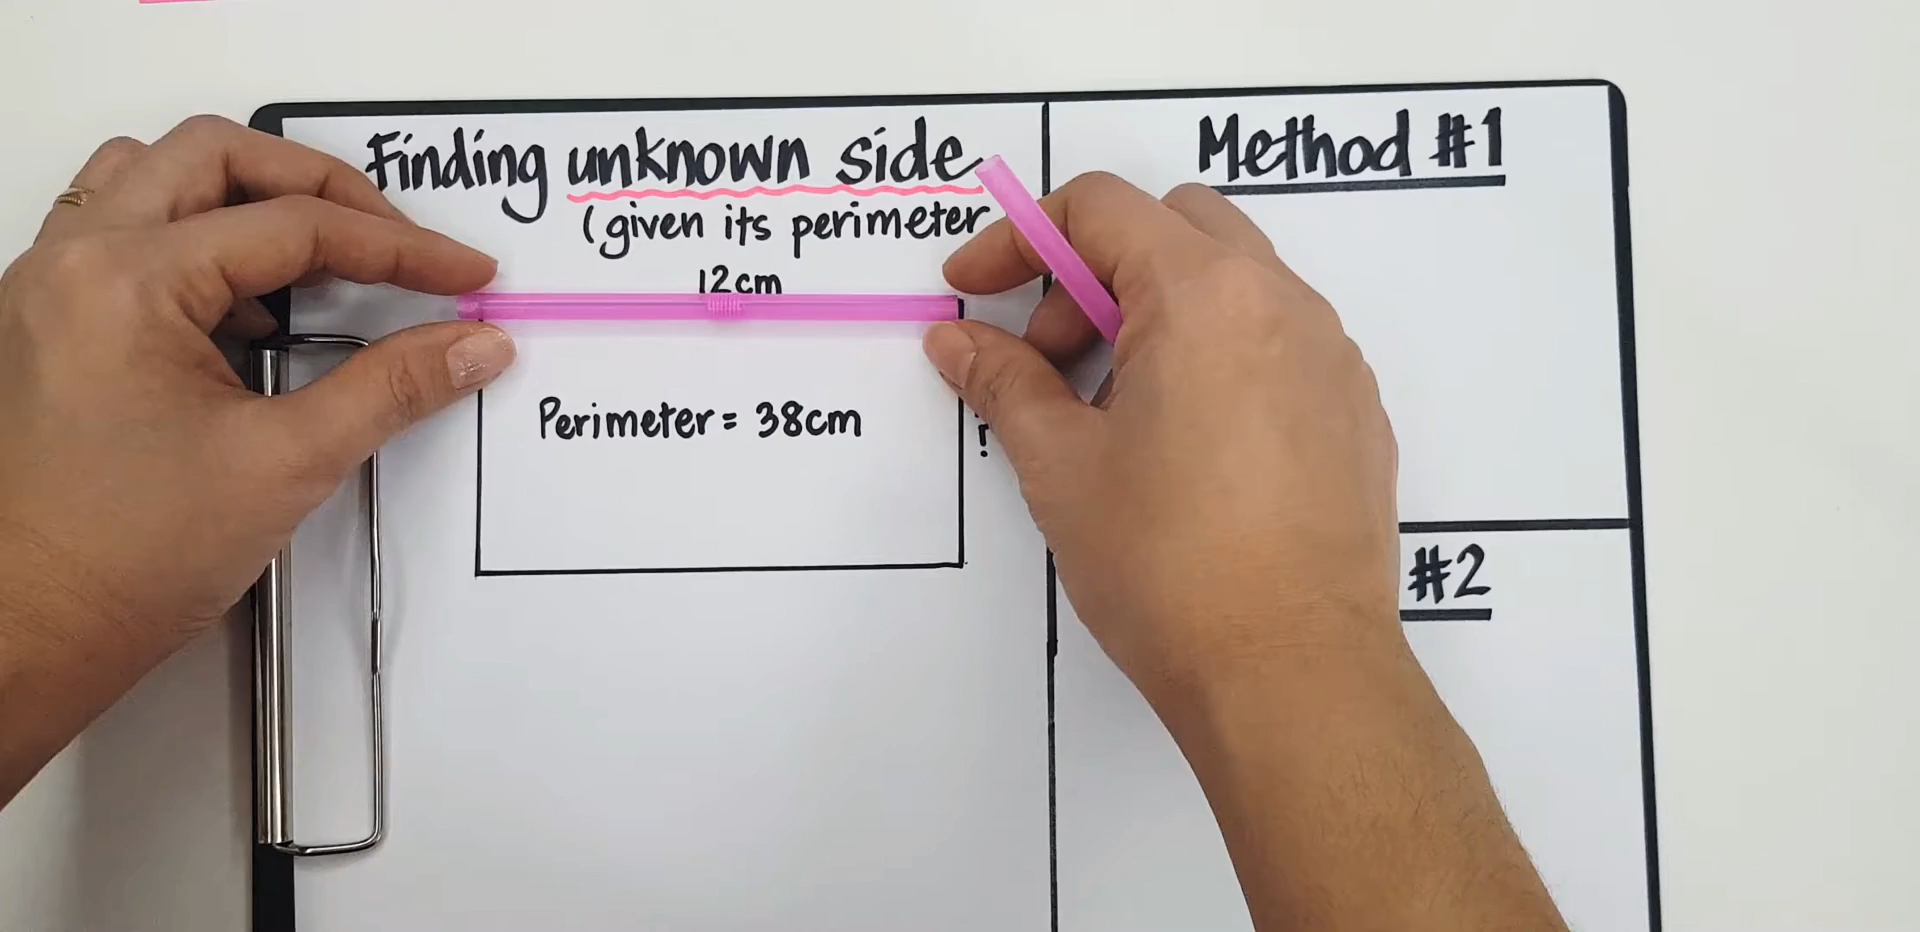 Finding unknown side
(given its perimeter
12cm
Perimeter = 38cm
?
Method #1
#2